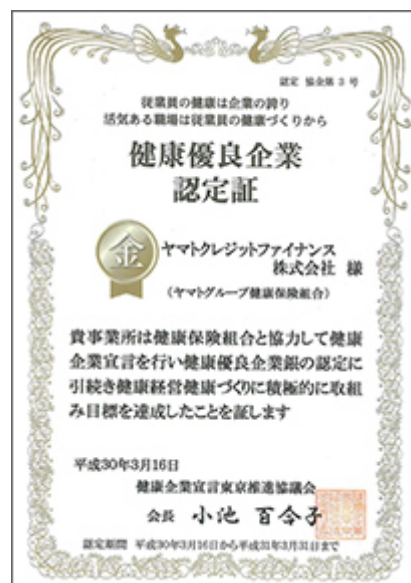 認定 協金第3号
従業員の健康は企業の誇り
活気ある職場は従業員の健康づくりから
健康優良企業
認定証
金
ヤマトクレジットファイナンス
株式会社 様
(ヤマトグループ健康保険組合)
貴事業所は健康保険組合と協力して健康
企業宣言を行い健康優良企業銀の認定に
引続き健康経営健康づくりに積極的に取組
み目標を達成したことを証します
平成30年3月16日
健康企業宣言東京推進協議会
会長 小池 百合子
認定期間 平成30年3月16日から平成31年3月31日まで